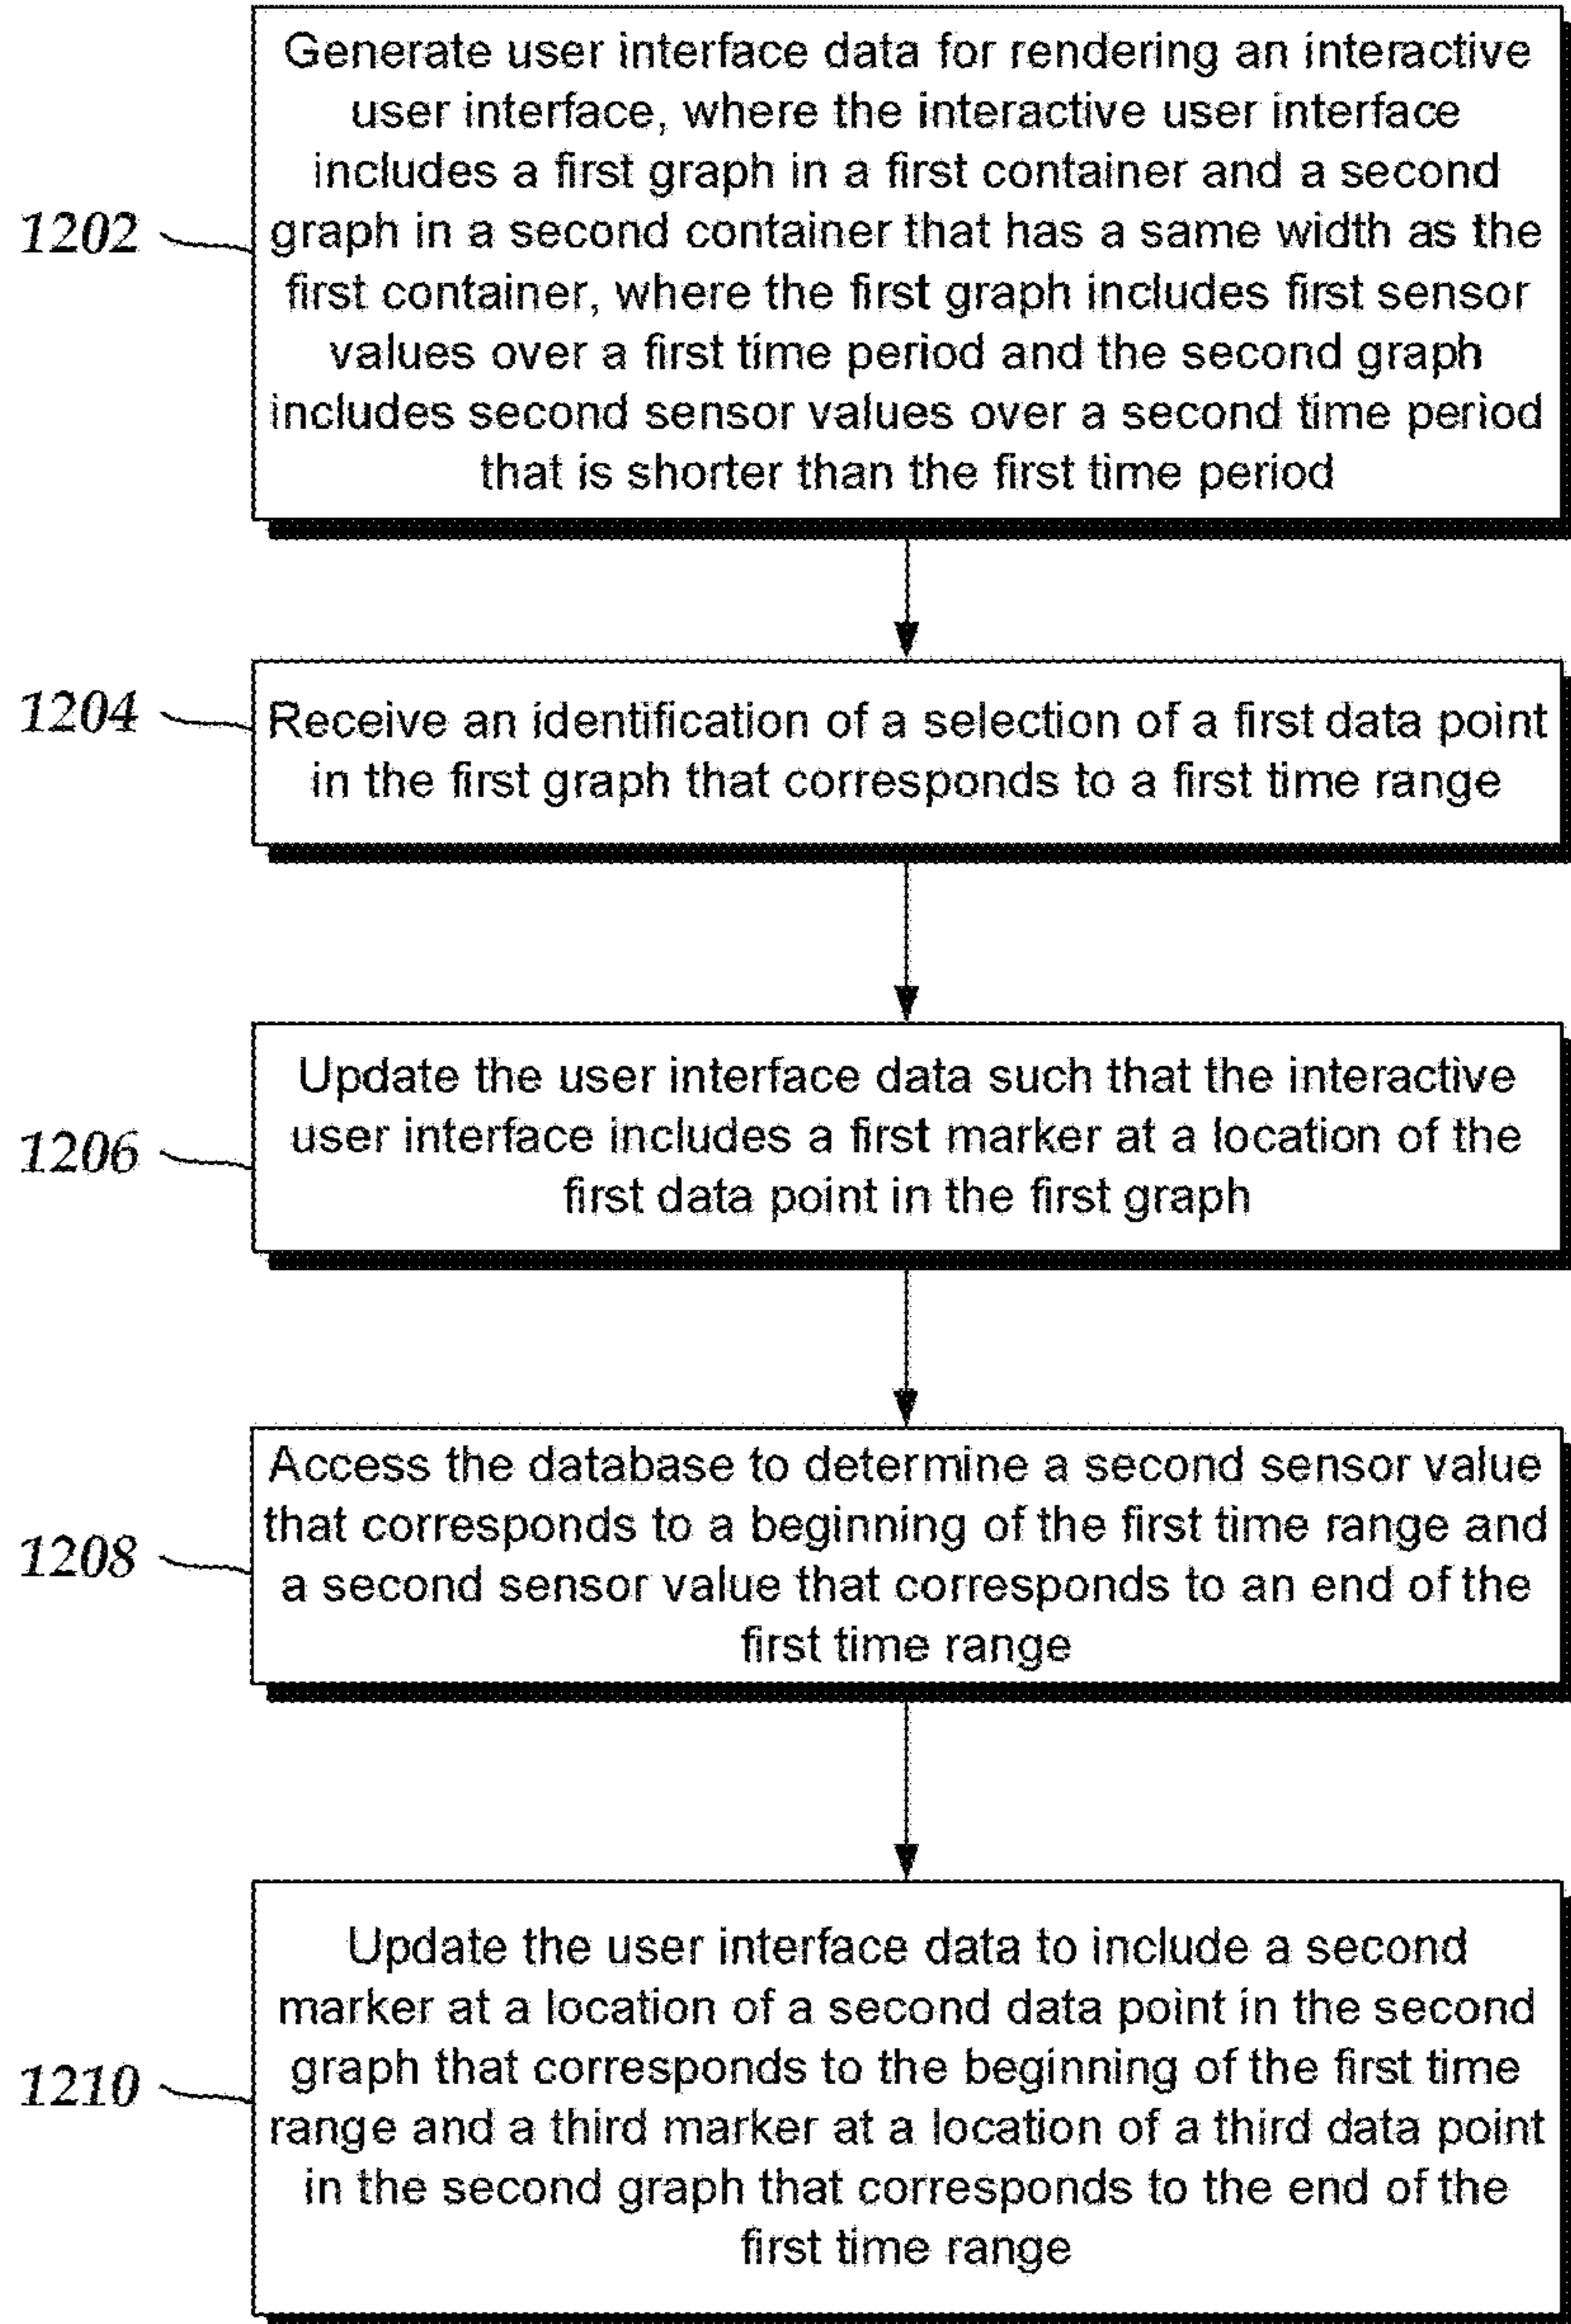 Generate user interface data for rendering an interactive
user interface, where the interactive user interface
includes a first graph in a first container and a second
1202
graph in a second container that has a same width as the
first container, where the first graph includes first sensor
values over a first time period and the second graph
includes second sensor values over a second time period
that is shorter than the first time period
1204
Receive an identification of a selection of a first data point
in the first graph that corresponds to a first time range
Update the user interface data such that the interactive
user interface includes a first marker at a location of the
1206
first data point in the first graph
Access the database to determine a second sensor value
that corresponds to a beginning of the first time range and
1208
a second sensor value that corresponds to an end of the
first time range
Update the user interface data to include a second
marker at a location of a second data point in the second
graph that corresponds to the beginning of the first time
1210
range and a third marker at a location of a third data point
in the second graph that corresponds to the end of the
first time range